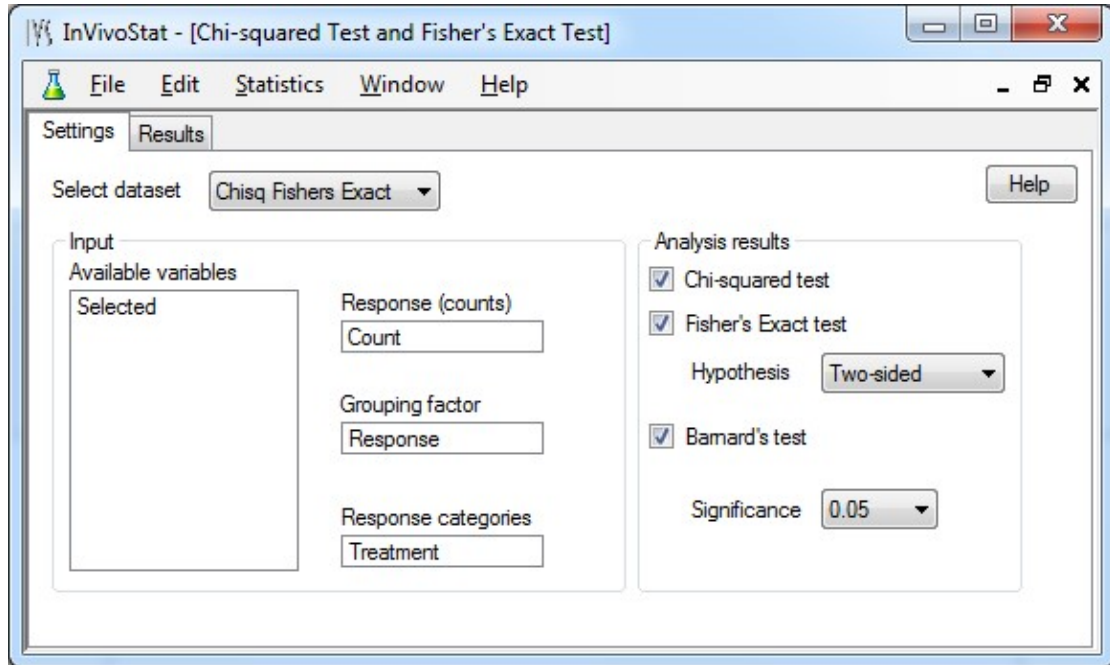 InVivoStat - [Chi-squared Test and Fisher's Exact Test]
File Edit Statistics Window Help
Settings Results
Select dataset Chisq Fishers Exact Help
Input
Available variables
Selected
Response (counts)
Count
Grouping factor
Response
Response categories
Treatment
Analysis results
Chi-squared test
Fisher's Exact test
Hypothesis Two-sided
Barnard's test
Significance 0.05